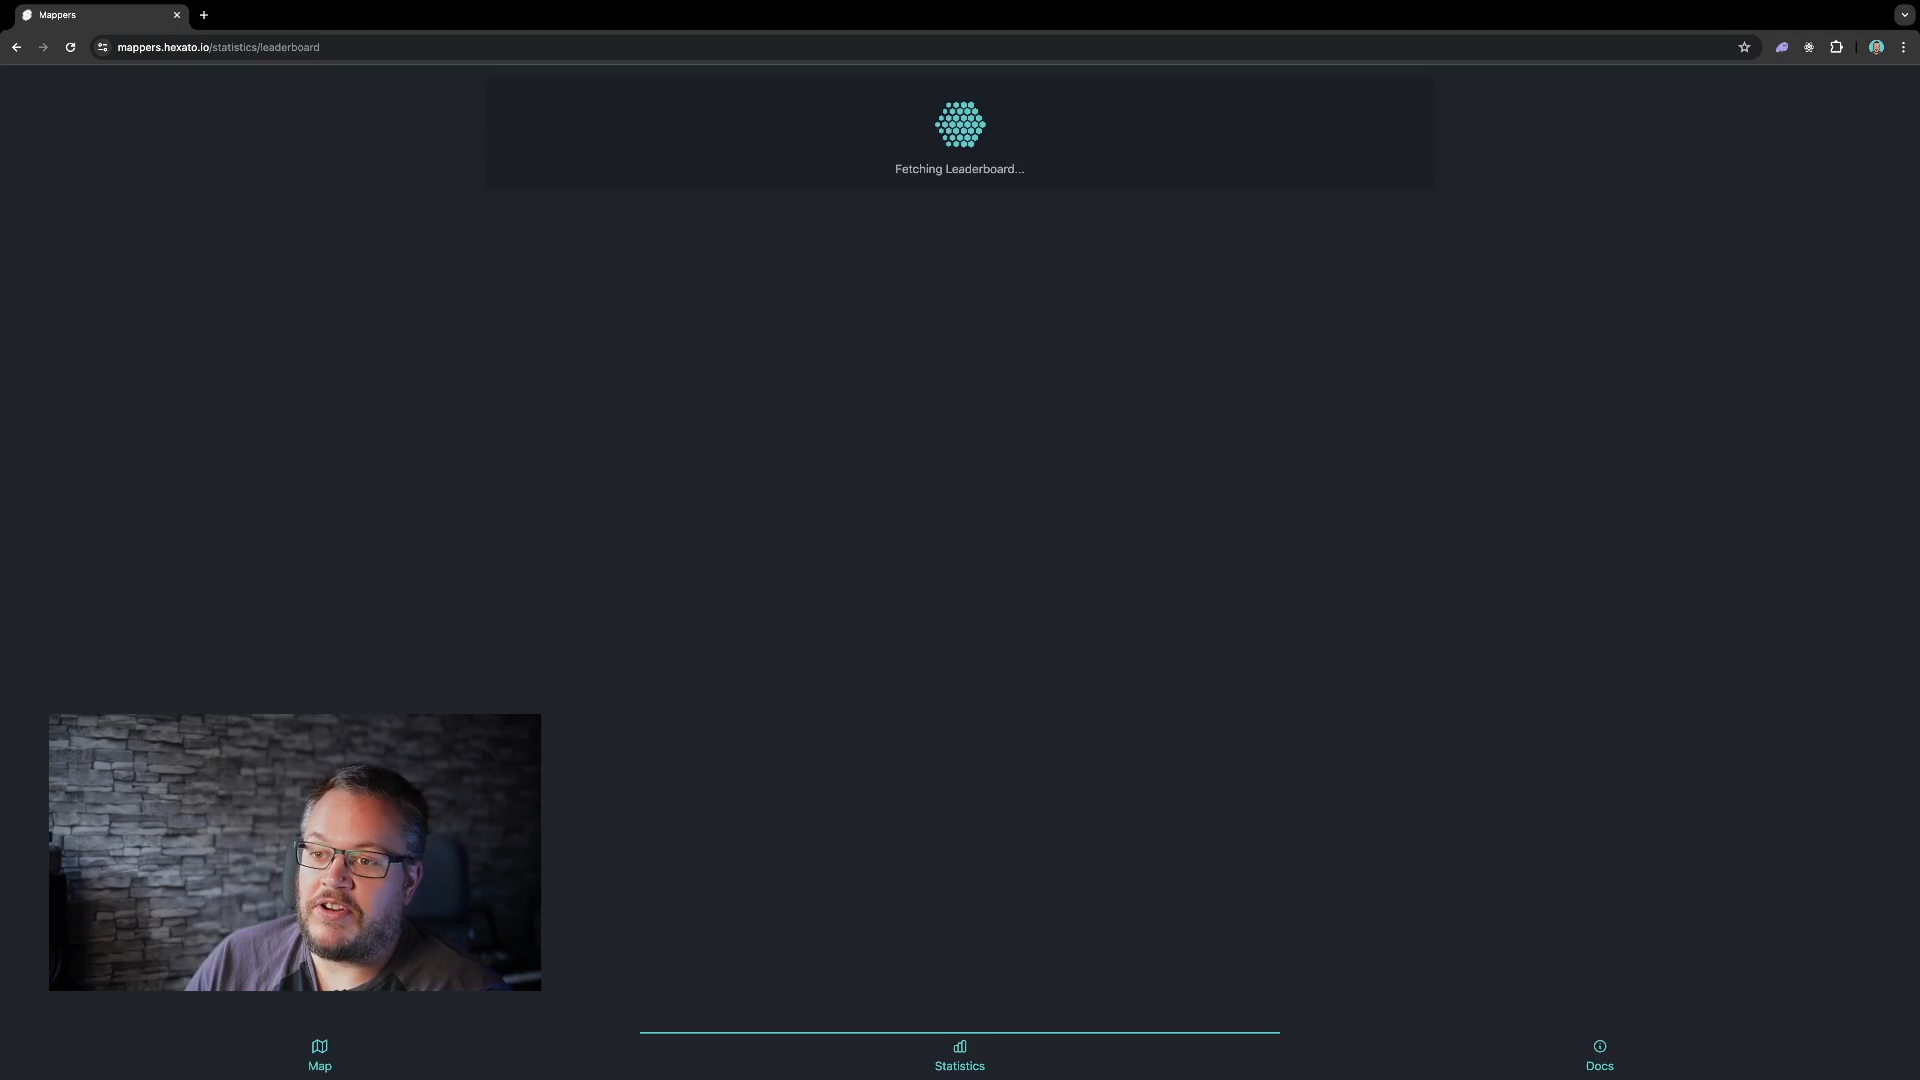 Mappers
mappers.hexato.io/statistics/leaderboard
Fetching Leaderboard...
Map
Statistics
Docs